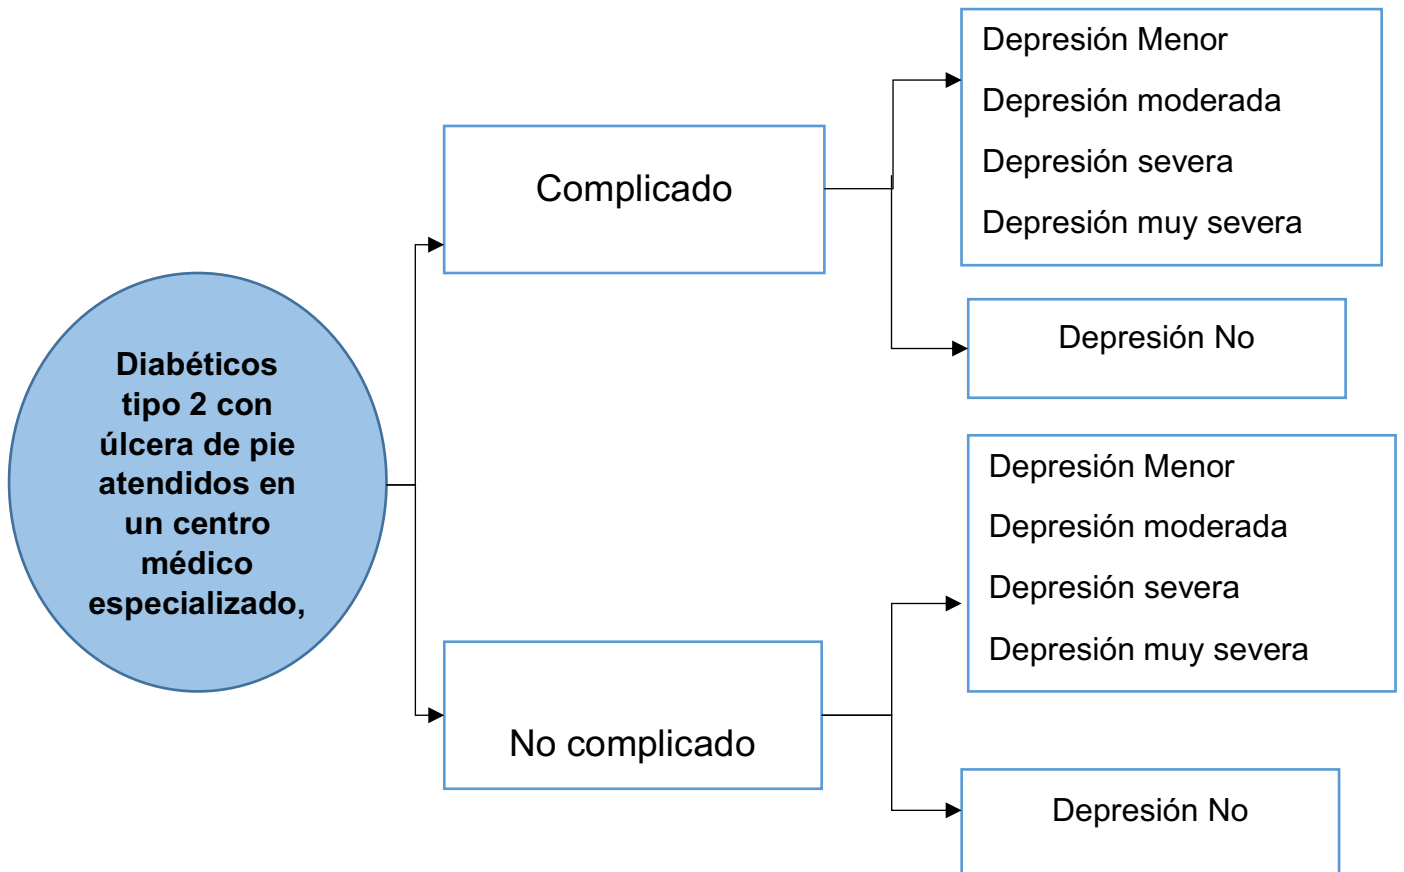 Diabéticos
tipo 2 con
úlcera de pie
atendidos en
un centro
médico
especializado,
Complicado
Depresión Menor
Depresión moderada
Depresión severa
Depresión muy severa
Depresión No
No complicado
Depresión Menor
Depresión moderada
Depresión severa
Depresión muy severa
Depresión No